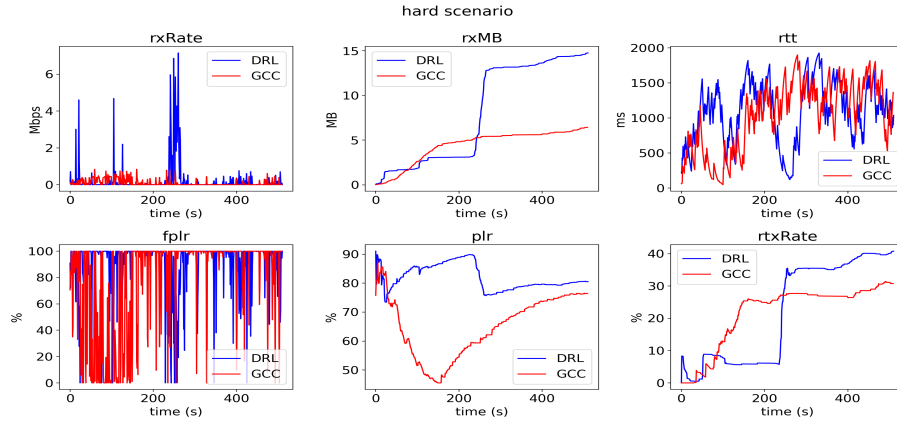 hard scenario
rxRate
Mbps
6
4
2
0
DRL
GCC
0 200 400
time (s)
rxMB
MB
15
10
5
0
DRL
GCC
0 200 400
time (s)
rtt
ms
2000
1500
1000
500
0
DRL
GCC
0 200 400
time (s)
fplr
%
100
80
60
40
20
0
DRL
GCC
0 200 400
time (s)
plr
%
90
80
70
60
50
DRL
GCC
0 200 400
time (s)
rtxRate
%
40
30
20
10
0
DRL
GCC
0 200 400
time (s)